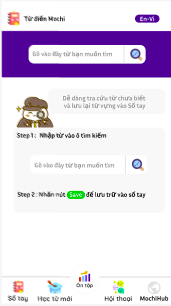 Từ điển Mochi
En-Vi
Gõ vào đây từ bạn muốn tìm
Dễ dàng tra cứu từ chưa biết
và lưu lại từ vựng vào Sổ tay
Step 1 : Nhập từ vào ô tìm kiếm
Gõ vào đây từ bạn muốn tìm
Step 2 : Nhấn nút Save để lưu trữ vào sổ tay
Sổ tay
Học từ mới
Ôn tập
Hội thoại
MochiHub